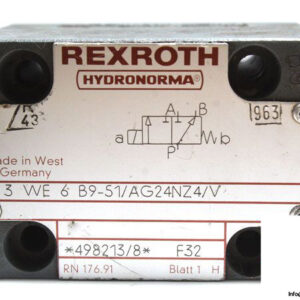 REXROTH
HYDRONORMA®
R
43
963
A B
a b
P
ade in West
Germany
3 WE 6 B9-51/AG24NZ4/V
*498213/8* F32
RN 176.91 Blatt 1 H